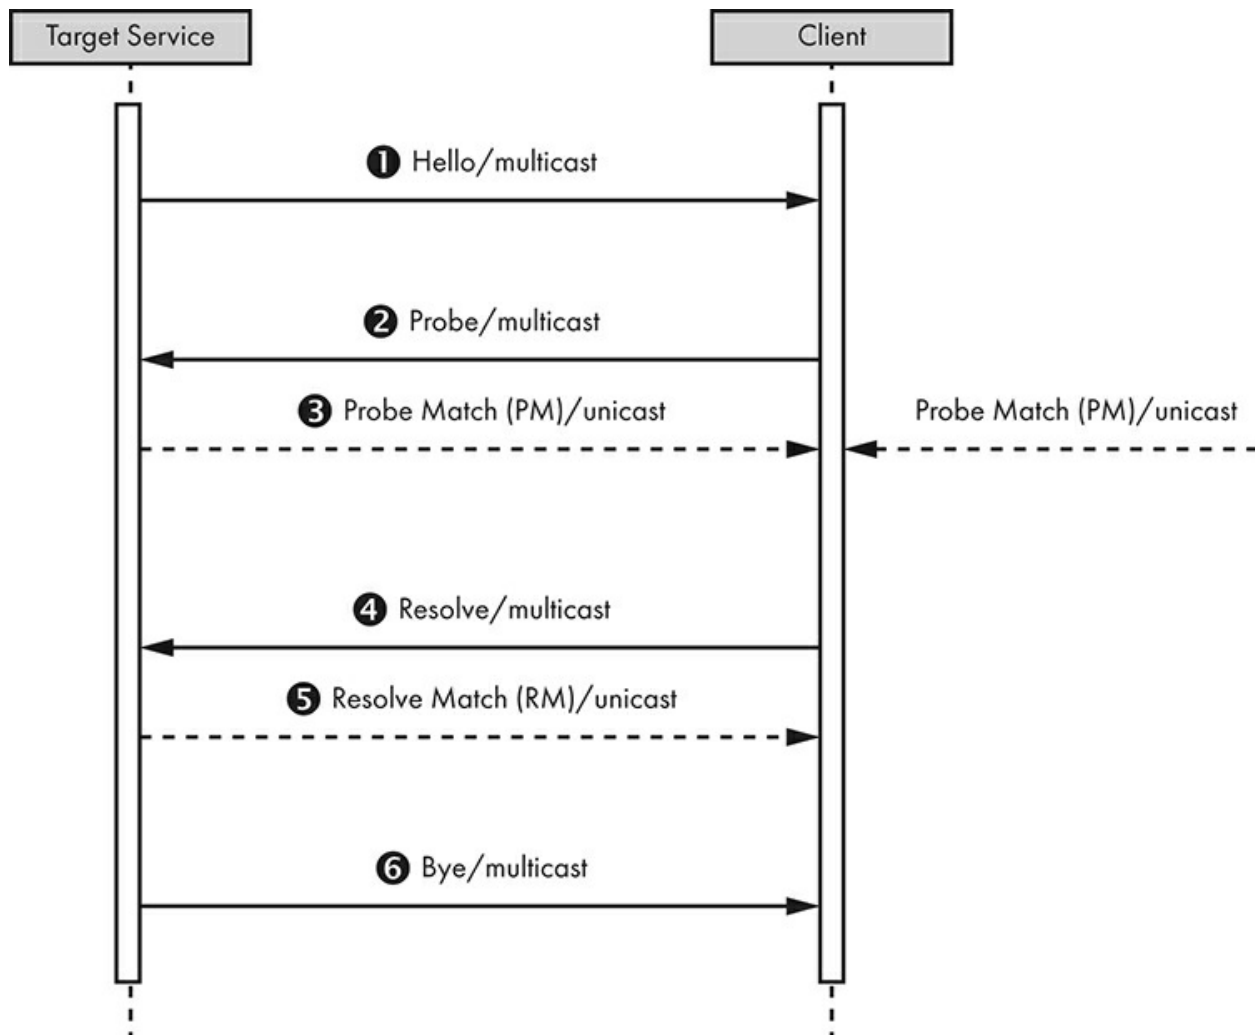 Target Service
Client
❶ Hello/multicast
❷ Probe/multicast
❸ Probe Match (PM)/unicast
Probe Match (PM)/unicast
❹ Resolve/multicast
❺ Resolve Match (RM)/unicast
❻ Bye/multicast